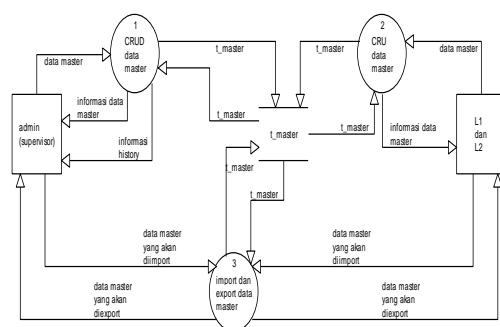 1
CRUD
data
master
2
CRU
data
master
t_master
t_master
data master
data master
t_master
t_master
t_master
informasi data
master
admin
(supervisor)
informasi
history
informasi data
master
L1
dan
L2
t_master
t_master
data master
yang akan
diimport
data master
yang akan
diimport
3
import dan
export data
master
data master
yang akan
diexport
data master
yang akan
diexport